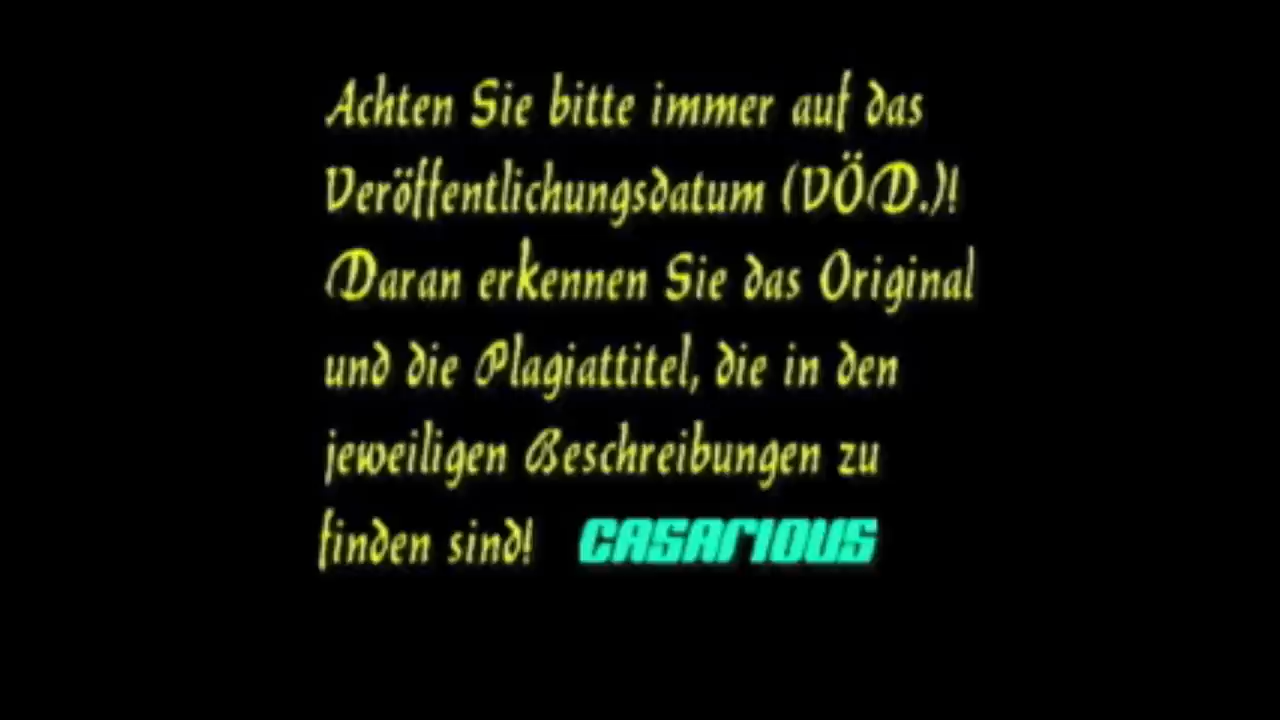 Achten Sie bitte immer auf das
Veröffentlichungsdatum (VÖD.)!
Daran erkennen Sie das Original
und die Plagiattitel, die in den
jeweiligen Beschreibungen zu
finden sind! CASArIOUS